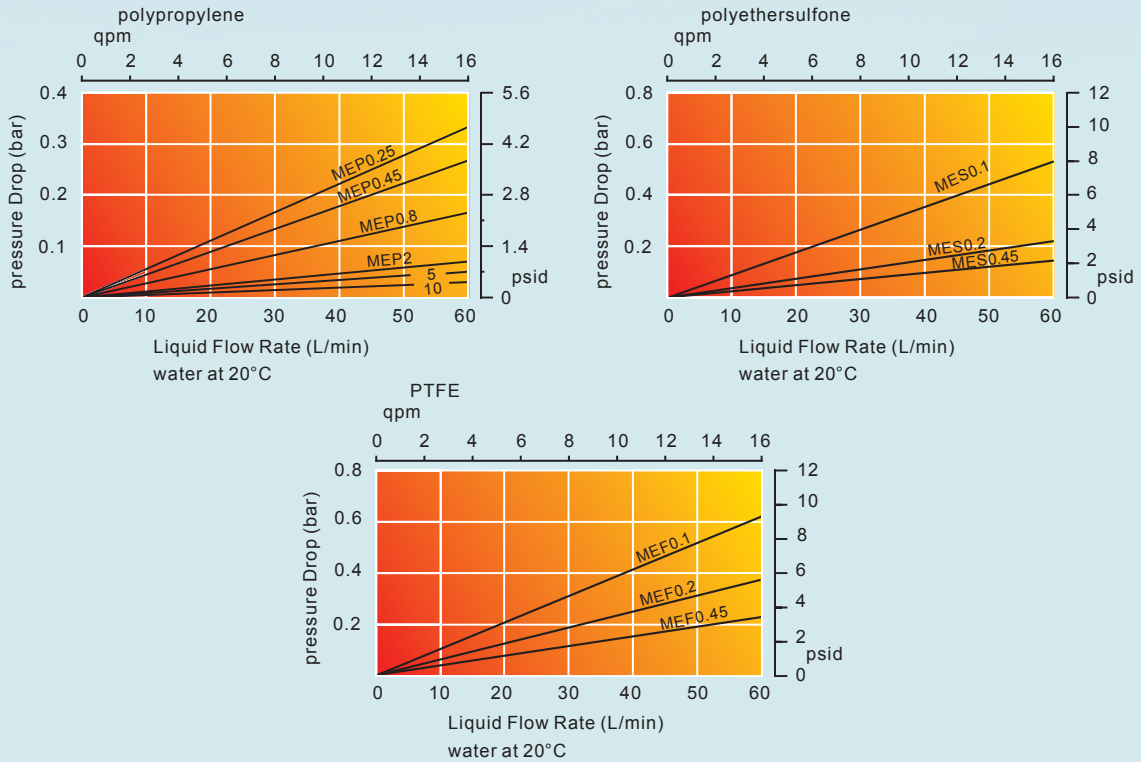 polypropylene
qpm
0 2 4 6 8 10 12 14 16
pressure Drop (bar)
0.4
0.3
0.2
0.1
5.6
4.2
2.8
1.4
0
psid
MEP0.25
MEP0.45
MEP0.8
MEP2
5
10
0 10 20 30 40 50 60
Liquid Flow Rate (L/min)
water at 20°C
polyethersulfone
qpm
0 2 4 6 8 10 12 14 16
pressure Drop (bar)
0.8
0.6
0.4
0.2
12
10
8
6
4
2
0
psid
MES0.1
MES0.2
MES0.45
0 10 20 30 40 50 60
Liquid Flow Rate (L/min)
water at 20°C
PTFE
qpm
0 2 4 6 8 10 12 14 16
pressure Drop (bar)
0.8
0.6
0.4
0.2
12
10
8
6
4
2
0
psid
MEF0.1
MEF0.2
MEF0.45
0 10 20 30 40 50 60
Liquid Flow Rate (L/min)
water at 20°C